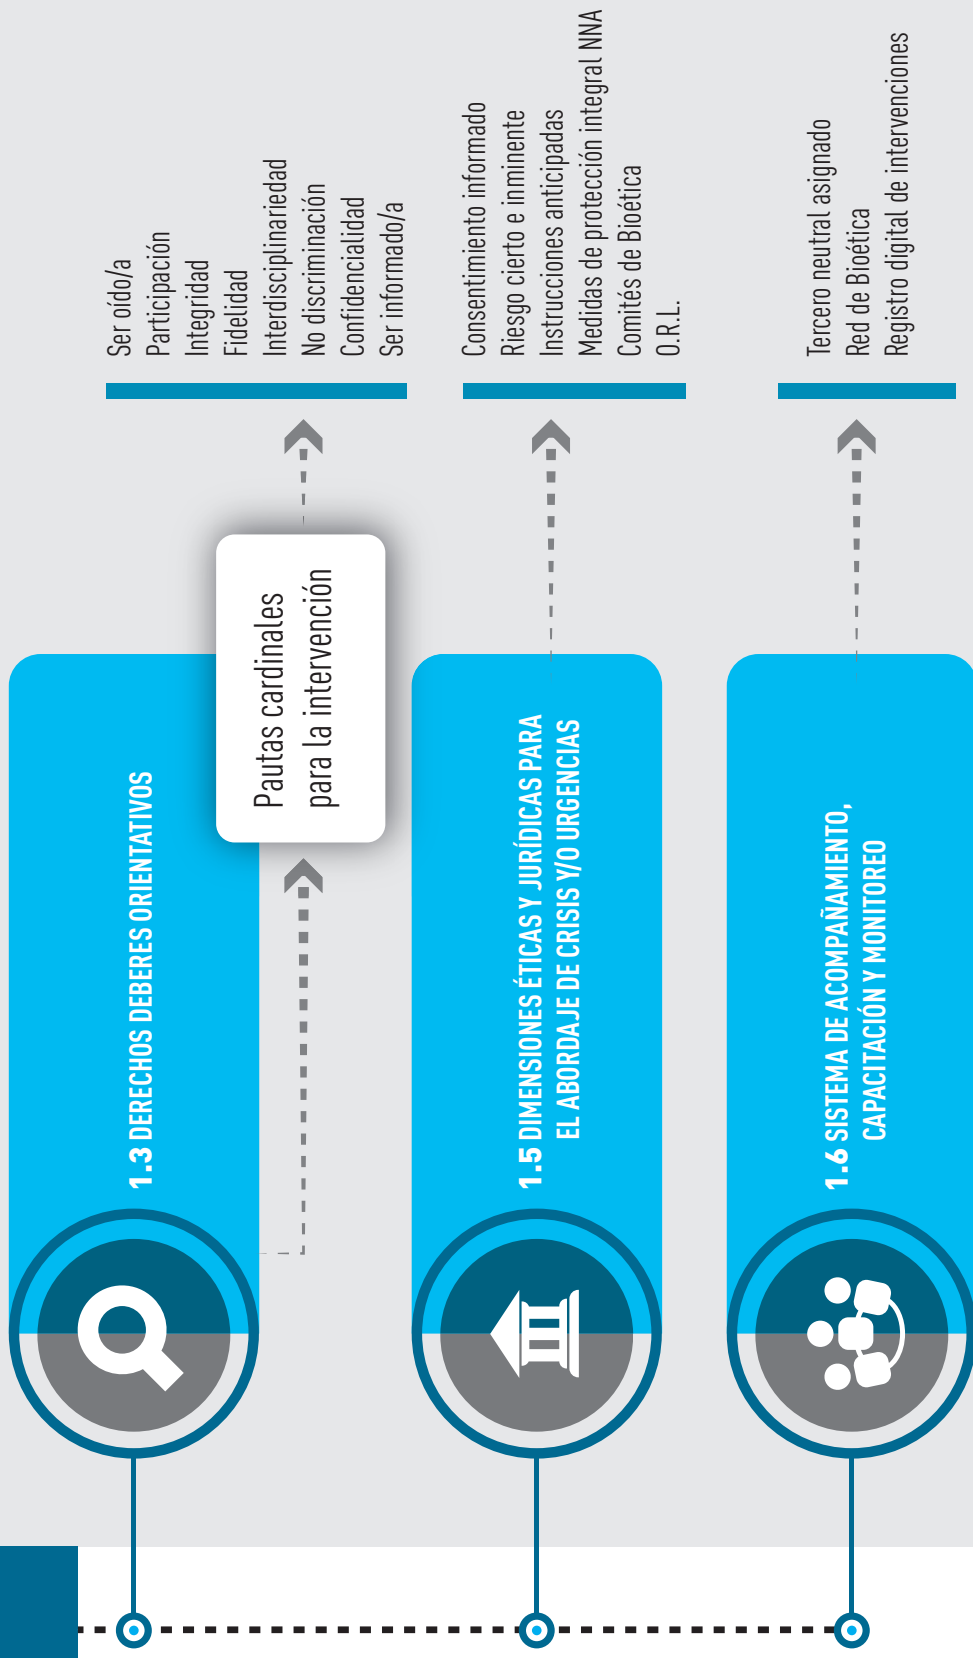 1.3 DERECHOS DEBERES ORIENTATIVOS
Pautas cardinales
para la intervención
Ser oído/a
Participación
Integridad
Fidelidad
Interdisciplinariedad
No discriminación
Confidencialidad
Ser informado/a
1.5 DIMENSIONES ÉTICAS Y JURÍDICAS PARA
EL ABORDAJE DE CRISIS Y/O URGENCIAS
Consentimiento informado
Riesgo cierto e inminente
Instrucciones anticipadas
Medidas de protección integral NNA
Comités de Bioética
O.R.L.
1.6 SISTEMA DE ACOMPAÑAMIENTO,
CAPACITACIÓN Y MONITOREO
Tercero neutral asignado
Red de Bioética
Registro digital de intervenciones